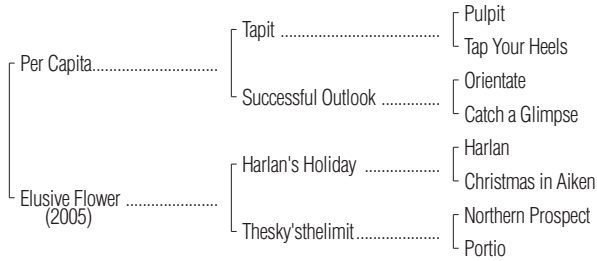 Pulpit
Tapit ..............................
Tap Your Heels
Per Capita.............................
Orientate
Successful Outlook .............
Catch a Glimpse
Harlan
Harlan's Holiday .................
Christmas in Aiken
Elusive Flower .....................
(2005)
Northern Prospect
Thesky'sthelimit...................
Portio